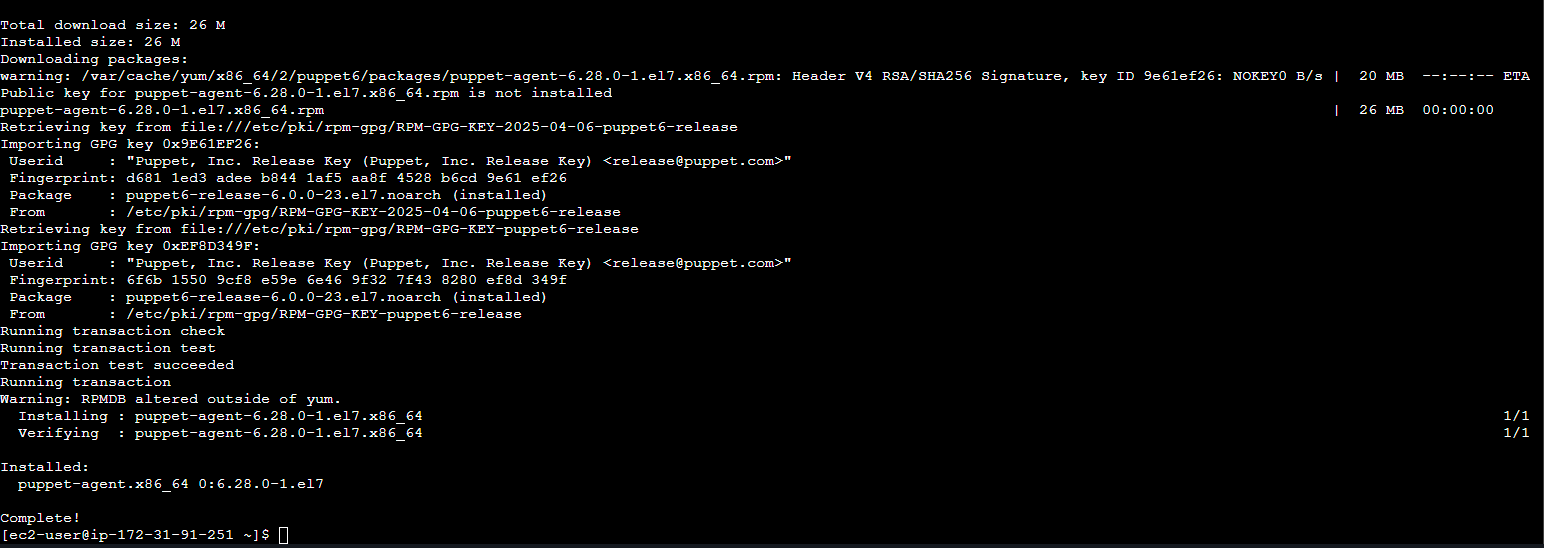 Total download size: 26 M
Installed size: 26 M
Downloading packages:
warning: /var/cache/yum/x86_64/2/puppet6/packages/puppet-agent-6.28.0-1.el7.x86_64.rpm: Header V4 RSA/SHA256 Signature, key ID 9e61ef26: NOKEY0 B/s |  20 MB  --:--:-- ETA
Public key for puppet-agent-6.28.0-1.el7.x86_64.rpm is not installed
puppet-agent-6.28.0-1.el7.x86_64.rpm                                                                                                                |  26 MB  00:00:00
Retrieving key from file:///etc/pki/rpm-gpg/RPM-GPG-KEY-2025-04-06-puppet6-release
Importing GPG key 0x9E61EF26:
 Userid     : "Puppet, Inc. Release Key (Puppet, Inc. Release Key) <release@puppet.com>"
 Fingerprint: d681 1ed3 adee b844 1af5 aa8f 4528 b6cd 9e61 ef26
 Package    : puppet6-release-6.0.0-23.el7.noarch (installed)
 From       : /etc/pki/rpm-gpg/RPM-GPG-KEY-2025-04-06-puppet6-release
Retrieving key from file:///etc/pki/rpm-gpg/RPM-GPG-KEY-puppet6-release
Importing GPG key 0xEF8D349F:
 Userid     : "Puppet, Inc. Release Key (Puppet, Inc. Release Key) <release@puppet.com>"
 Fingerprint: 6f6b 1550 9cf8 e59e 6e46 9f32 7f43 8280 ef8d 349f
 Package    : puppet6-release-6.0.0-23.el7.noarch (installed)
 From       : /etc/pki/rpm-gpg/RPM-GPG-KEY-puppet6-release
Running transaction check
Running transaction test
Transaction test succeeded
Running transaction
Warning: RPMDB altered outside of yum.
  Installing : puppet-agent-6.28.0-1.el7.x86_64                                                                                                                        1/1
  Verifying  : puppet-agent-6.28.0-1.el7.x86_64                                                                                                                        1/1
Installed:
  puppet-agent.x86_64 0:6.28.0-1.el7
Complete!
[ec2-user@ip-172-31-91-251 ~]$